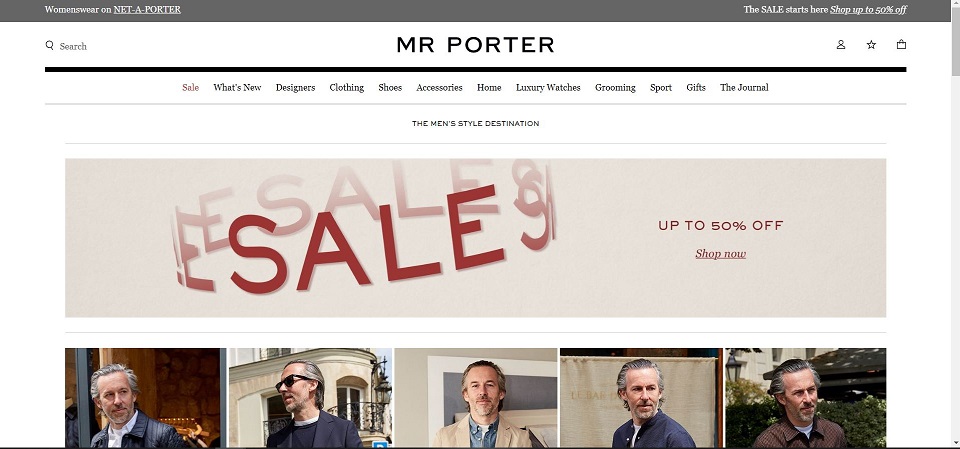 Womenswear on NET-A-PORTER
The SALE starts here Shop up to 50% off
Search
MR PORTER
Sale What's New Designers Clothing Shoes Accessories Home Luxury Watches Grooming Sport Gifts The Journal
THE MEN'S STYLE DESTINATION
SALE
SALE
UP TO 50% OFF
Shop now